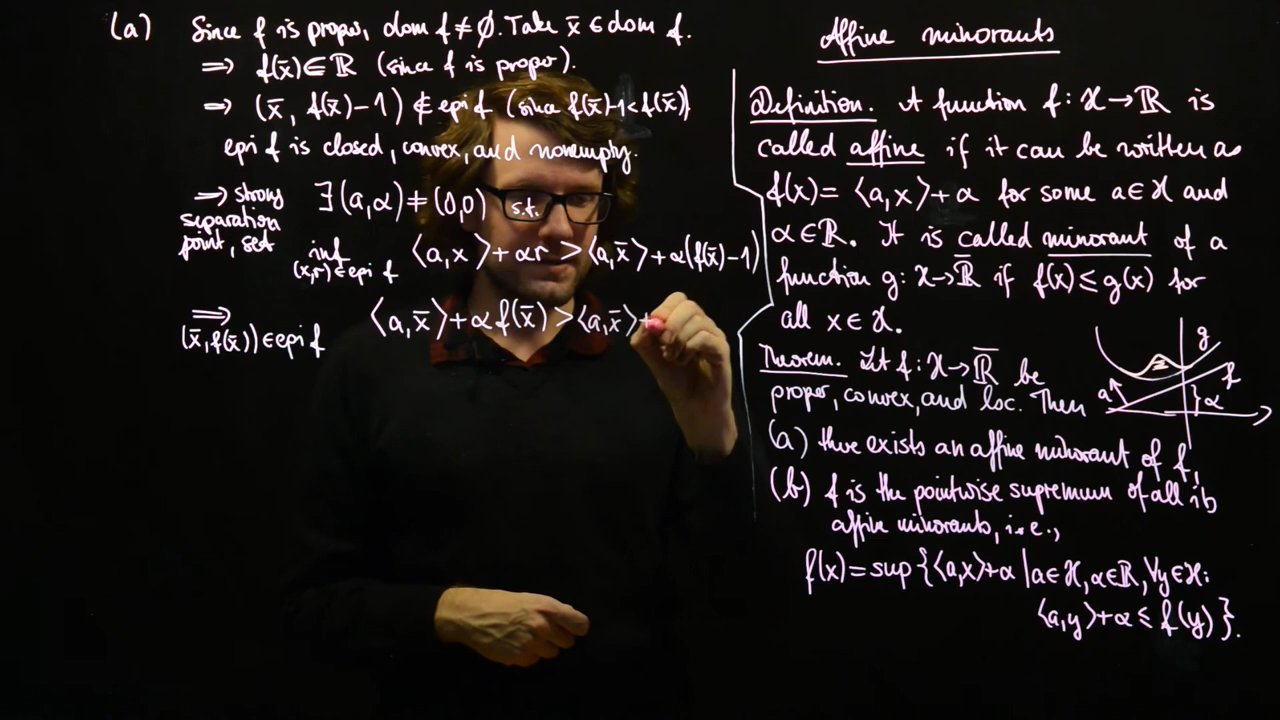 (a) Since f is proper, dom f ≠ ∅. Take x̄ ∈ dom f.
⟹ f(x̄) ∈ ℝ (since f is proper).
⟹ (x̄, f(x̄)-1) ∉ epi f (since f(x̄)-1 < f(x̄))
epi f is closed, convex, and nonempty.
⟹ strong
separation
point, set
∃ (a,α) ≠ (0,0) s.t.
inf (x,r) ∈ epi f ⟨a,x⟩ + αr > ⟨a,x̄⟩ + α(f(x̄)-1)
⟹ (x̄,f(x̄)) ∈ epi f ⟨a,x̄⟩ + αf(x̄) > ⟨a,x̄⟩ +
Affine minorants
Definition. A function f: X → ℝ is
called affine if it can be written as
f(x) = ⟨a,x⟩ + α for some a ∈ X and
α ∈ ℝ. It is called minorant of a
function g: X → ℝ̄ if f(x) ≤ g(x) for
all x ∈ X.
Theorem. Let f: X → ℝ̄ be
proper, convex, and lsc. Then
(a) there exists an affine minorant of f,
(b) f is the pointwise supremum of all its
affine minorants, i.e.,
f(x) = sup {⟨a,x⟩ + α | a ∈ X, α ∈ ℝ, ∀y ∈ X:
⟨a,y⟩ + α ≤ f(y)}.
g
f
a
α